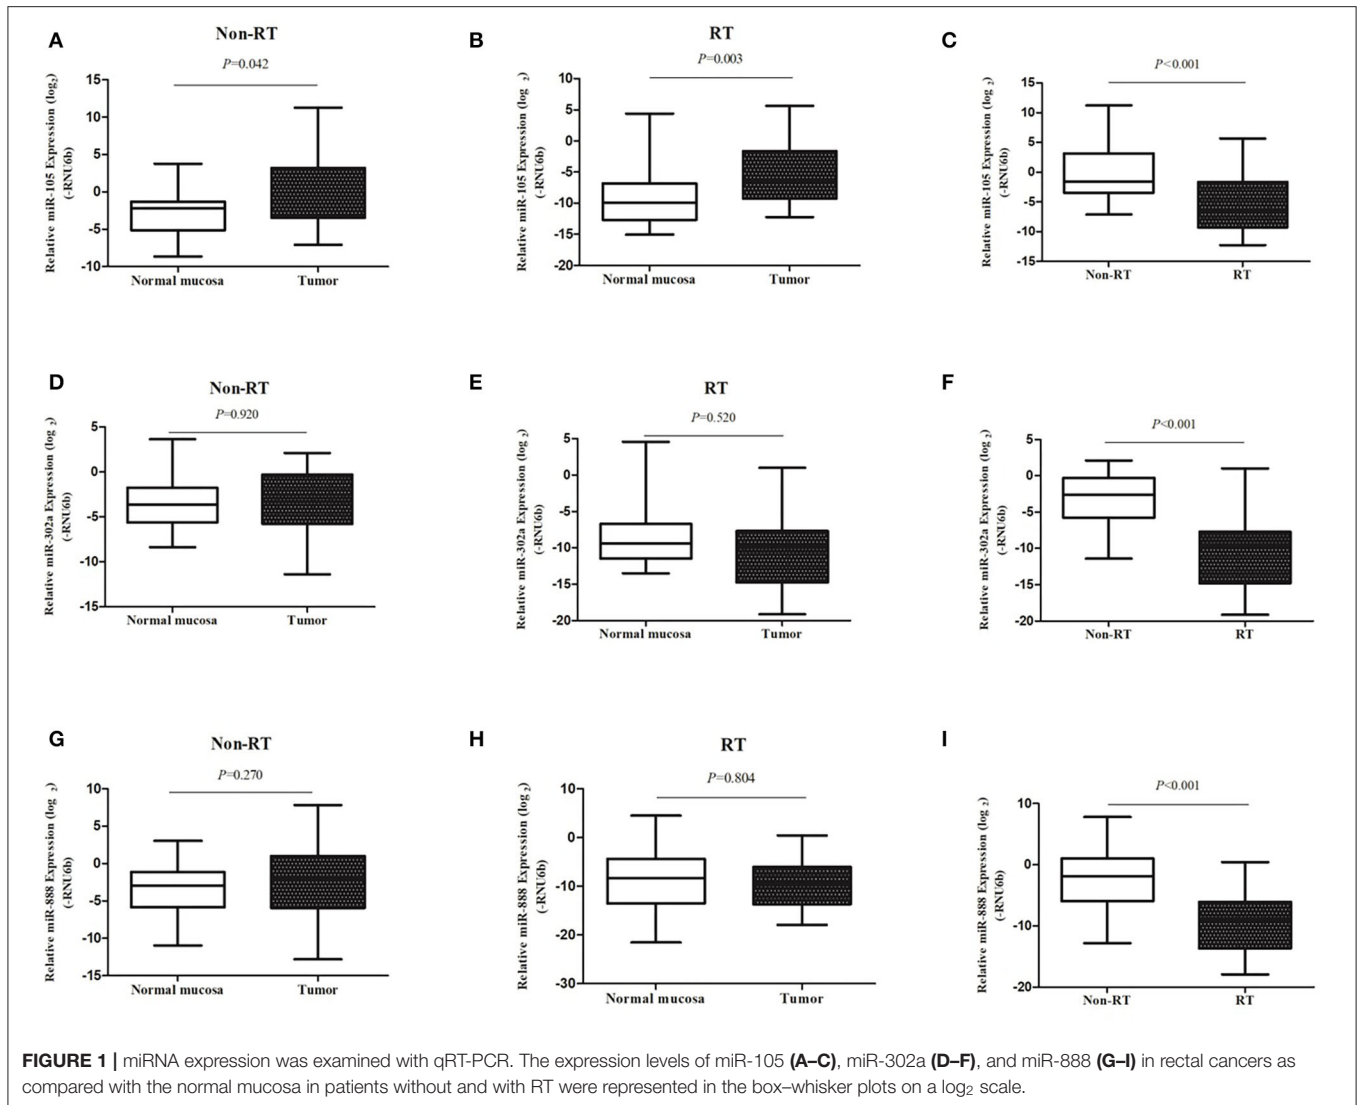 A
Non-RT
P=0.042
Relative miR-105 Expression (log2)
(-RNU6b)
15
10
5
0
-5
-10
Normal mucosa
Tumor
B
RT
P=0.003
Relative miR-105 Expression (log 2)
(-RNU6b)
10
5
0
-5
-10
-15
-20
Normal mucosa
Tumor
C
P<0.001
Relative miR-105 Expression (log 2)
(-RNU6b)
15
10
5
0
-5
-10
-15
Non-RT
RT
D
Non-RT
P=0.920
Relative miR-302a Expression (log 2)
(-RNU6b)
5
0
-5
-10
-15
Normal mucosa
Tumor
E
RT
P=0.520
Relative miR-302a Expression (log 2)
(-RNU6b)
5
0
-5
-10
-15
-20
Normal mucosa
Tumor
F
P<0.001
Relative miR-302a Expression (log 2)
(-RNU6b)
5
0
-5
-10
-15
-20
Non-RT
RT
G
Non-RT
P=0.270
Relative miR-888 Expression (log 2)
(-RNU6b)
10
5
0
-5
-10
-15
Normal mucosa
Tumor
H
RT
P=0.804
Relative miR-888 Expression (log 2)
(-RNU6b)
10
0
-10
-20
-30
Normal mucosa
Tumor
I
P<0.001
Relative miR-888 Expression (log 2)
(-RNU6b)
10
0
-10
-20
Non-RT
RT
FIGURE 1 | miRNA expression was examined with qRT-PCR. The expression levels of miR-105 (A–C), miR-302a (D–F), and miR-888 (G–I) in rectal cancers as
compared with the normal mucosa in patients without and with RT were represented in the box–whisker plots on a log2 scale.